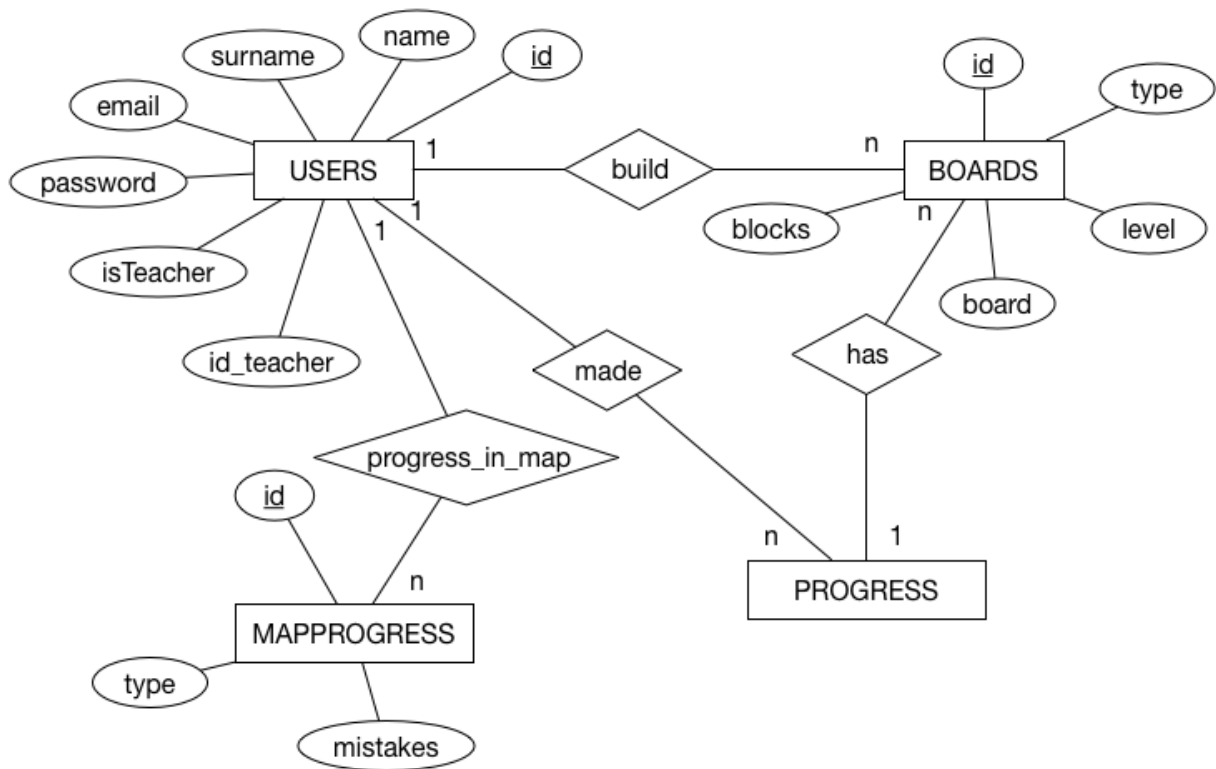 name
id
surname
id
type
email
1
n
USERS
build
BOARDS
password
1
n
blocks
level
1
isTeacher
board
id_teacher
has
made
progress_in_map
id
n
1
n
PROGRESS
MAPPROGRESS
type
mistakes